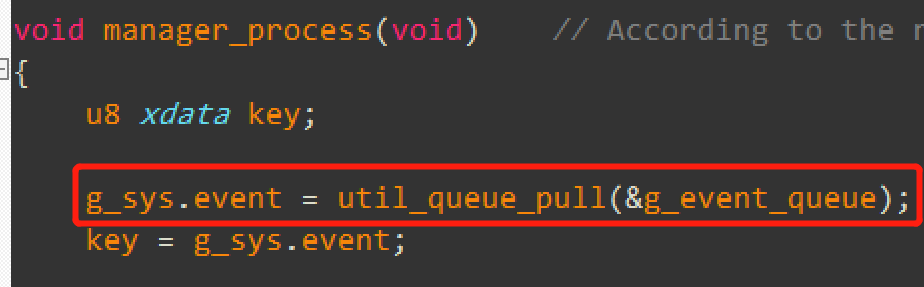 void manager_process(void)    // According to the
{
    u8 xdata key;
    g_sys.event = util_queue_pull(&g_event_queue);
    key = g_sys.event;